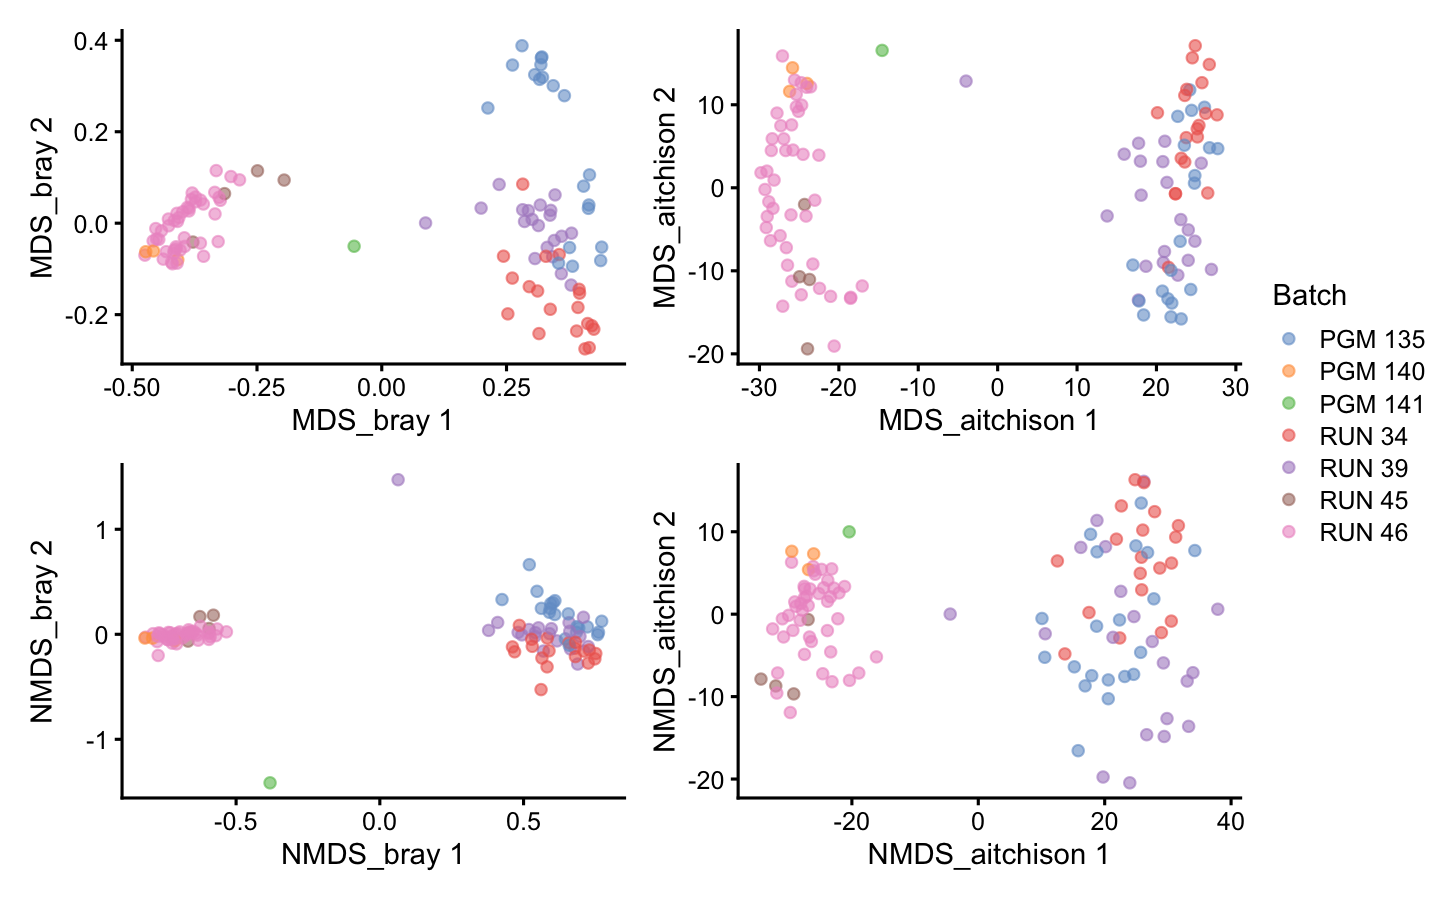 0.4
0.2
0.0
-0.2
MDS_bray 2
-0.50
-0.25
0.00
0.25
MDS_bray 1
10
0
-10
-20
MDS_aitchison 2
-30
-20
-10
0
10
20
30
MDS_aitchison 1
1
0
-1
NMDS_bray 2
-0.5
0.0
0.5
NMDS_bray 1
10
0
-10
-20
NMDS_aitchison 2
-20
0
20
40
NMDS_aitchison 1
Batch
PGM 135
PGM 140
PGM 141
RUN 34
RUN 39
RUN 45
RUN 46